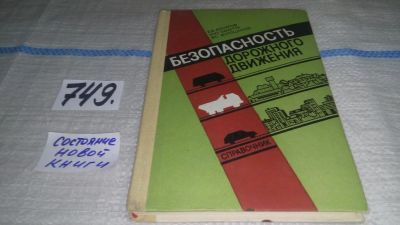 749.
СОСТОЯНИЕ
НОВОЙ
КНИГИ
БЕЗОПАСНОСТЬ
ДОРОЖНОГО
ДВИЖЕНИЯ
СПРАВОЧНИК